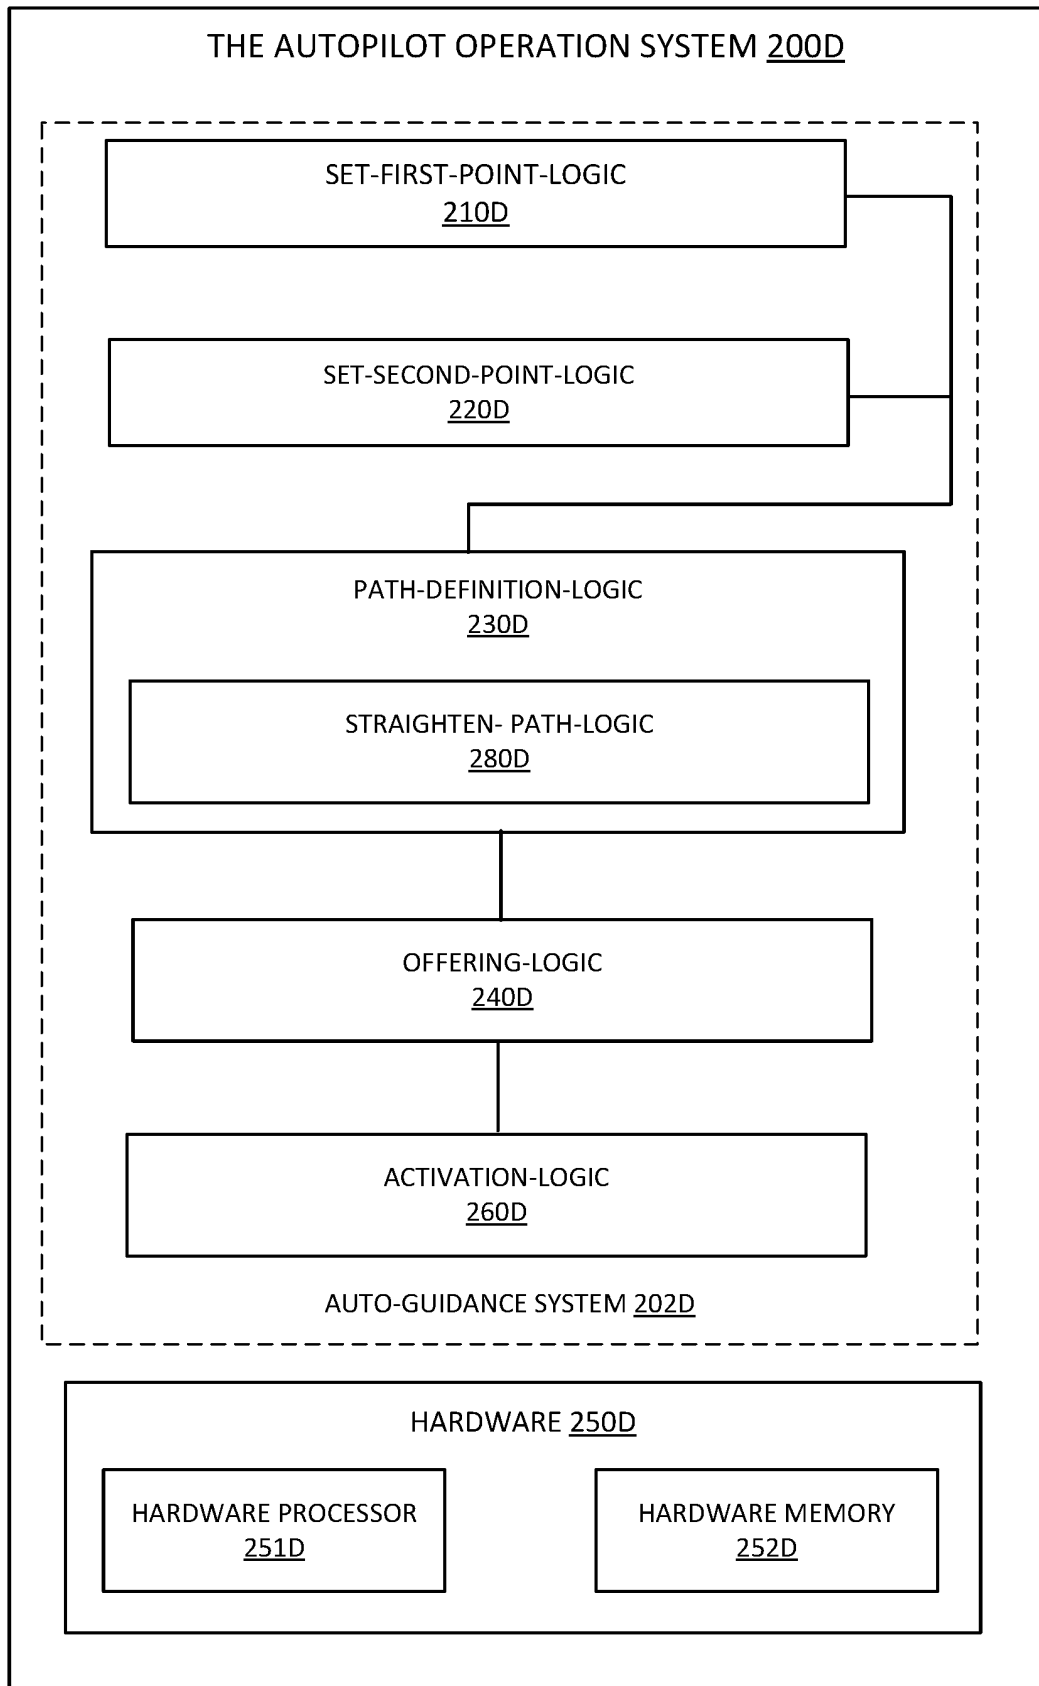 THE AUTOPILOT OPERATION SYSTEM 200D
SET-FIRST-POINT-LOGIC
210D
SET-SECOND-POINT-LOGIC
220D
PATH-DEFINITION-LOGIC
230D
STRAIGHTEN- PATH-LOGIC
280D
OFFERING-LOGIC
240D
ACTIVATION-LOGIC
260D
AUTO-GUIDANCE SYSTEM 202D
HARDWARE 250D
HARDWARE PROCESSOR
251D
HARDWARE MEMORY
252D